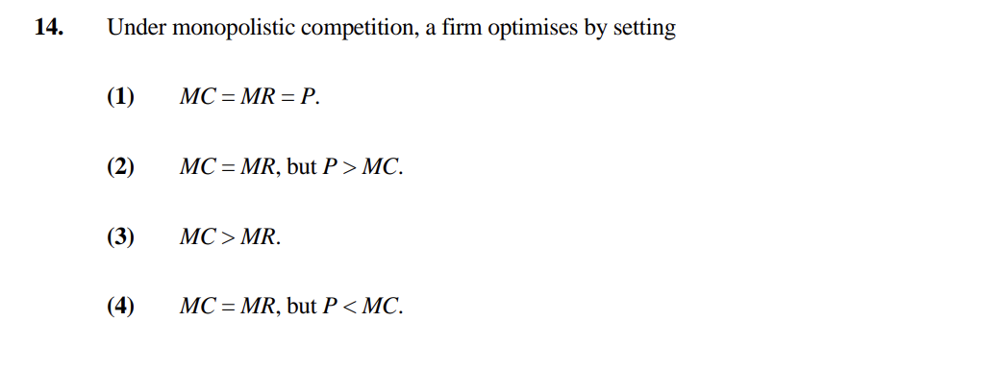 14. Under monopolistic competition, a firm optimises by setting
(1) MC = MR = P.
(2) MC = MR, but P > MC.
(3) MC > MR.
(4) MC = MR, but P < MC.